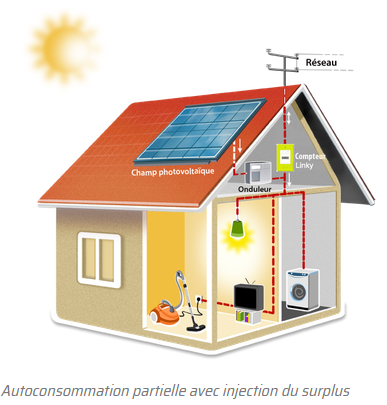 Réseau
Champ photovoltaïque
Compteur
Linky
Onduleur
Autoconsommation partielle avec injection du surplus